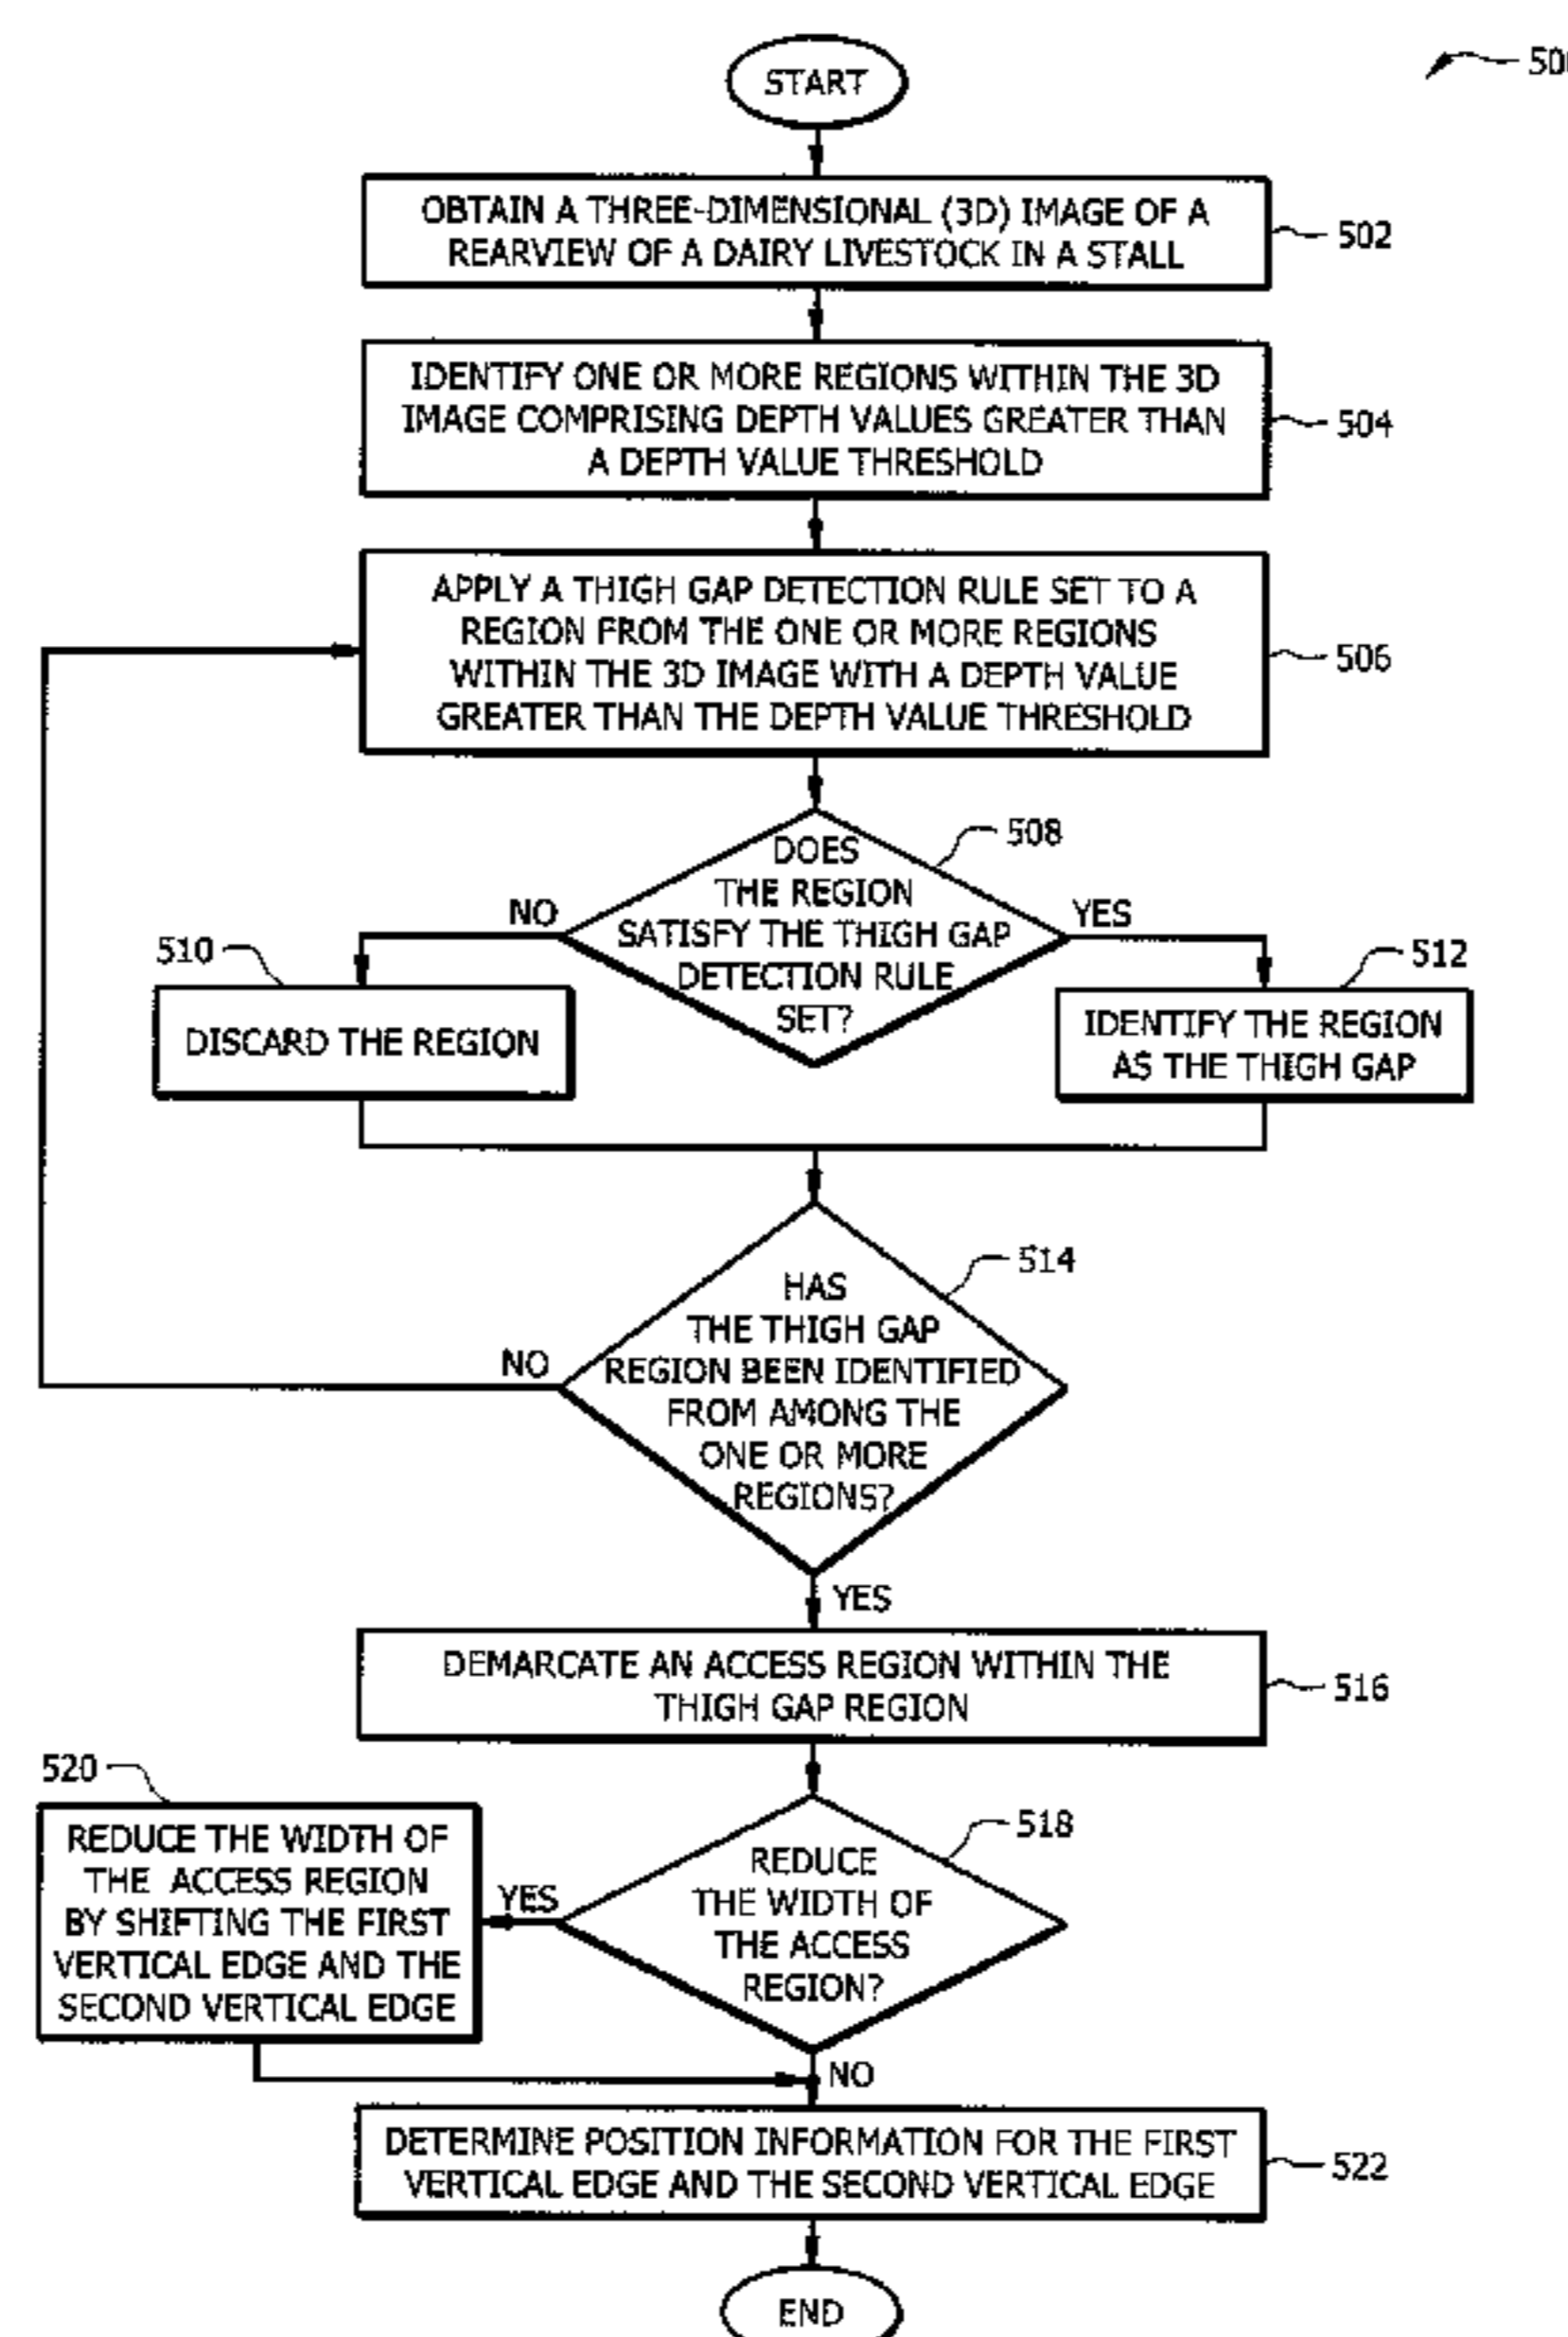 START
OBTAIN A THREE-DIMENSIONAL (3D) IMAGE OF A
REARVIEW OF A DAIRY LIVESTOCK IN A STALL
502
IDENTIFY ONE OR MORE REGIONS WITHIN THE 3D
IMAGE COMPRISING DEPTH VALUES GREATER THAN
A DEPTH VALUE THRESHOLD
504
APPLY A THIGH GAP DETECTION RULE SET TO A
REGION FROM THE ONE OR MORE REGIONS
WITHIN THE 3D IMAGE WITH A DEPTH VALUE
GREATER THAN THE DEPTH VALUE THRESHOLD
506
DOES
THE REGION
SATISFY THE THIGH GAP
DETECTION RULE
SET?
508
NO
YES
510
DISCARD THE REGION
512
IDENTIFY THE REGION
AS THE THIGH GAP
HAS
THE THIGH GAP
REGION BEEN IDENTIFIED
FROM AMONG THE
ONE OR MORE
REGIONS?
514
NO
YES
DEMARCATE AN ACCESS REGION WITHIN THE
THIGH GAP REGION
516
520
REDUCE THE WIDTH OF
THE ACCESS REGION
BY SHIFTING THE FIRST
VERTICAL EDGE AND THE
SECOND VERTICAL EDGE
YES
REDUCE
THE WIDTH OF
THE ACCESS
REGION?
518
NO
DETERMINE POSITION INFORMATION FOR THE FIRST
VERTICAL EDGE AND THE SECOND VERTICAL EDGE
522
END